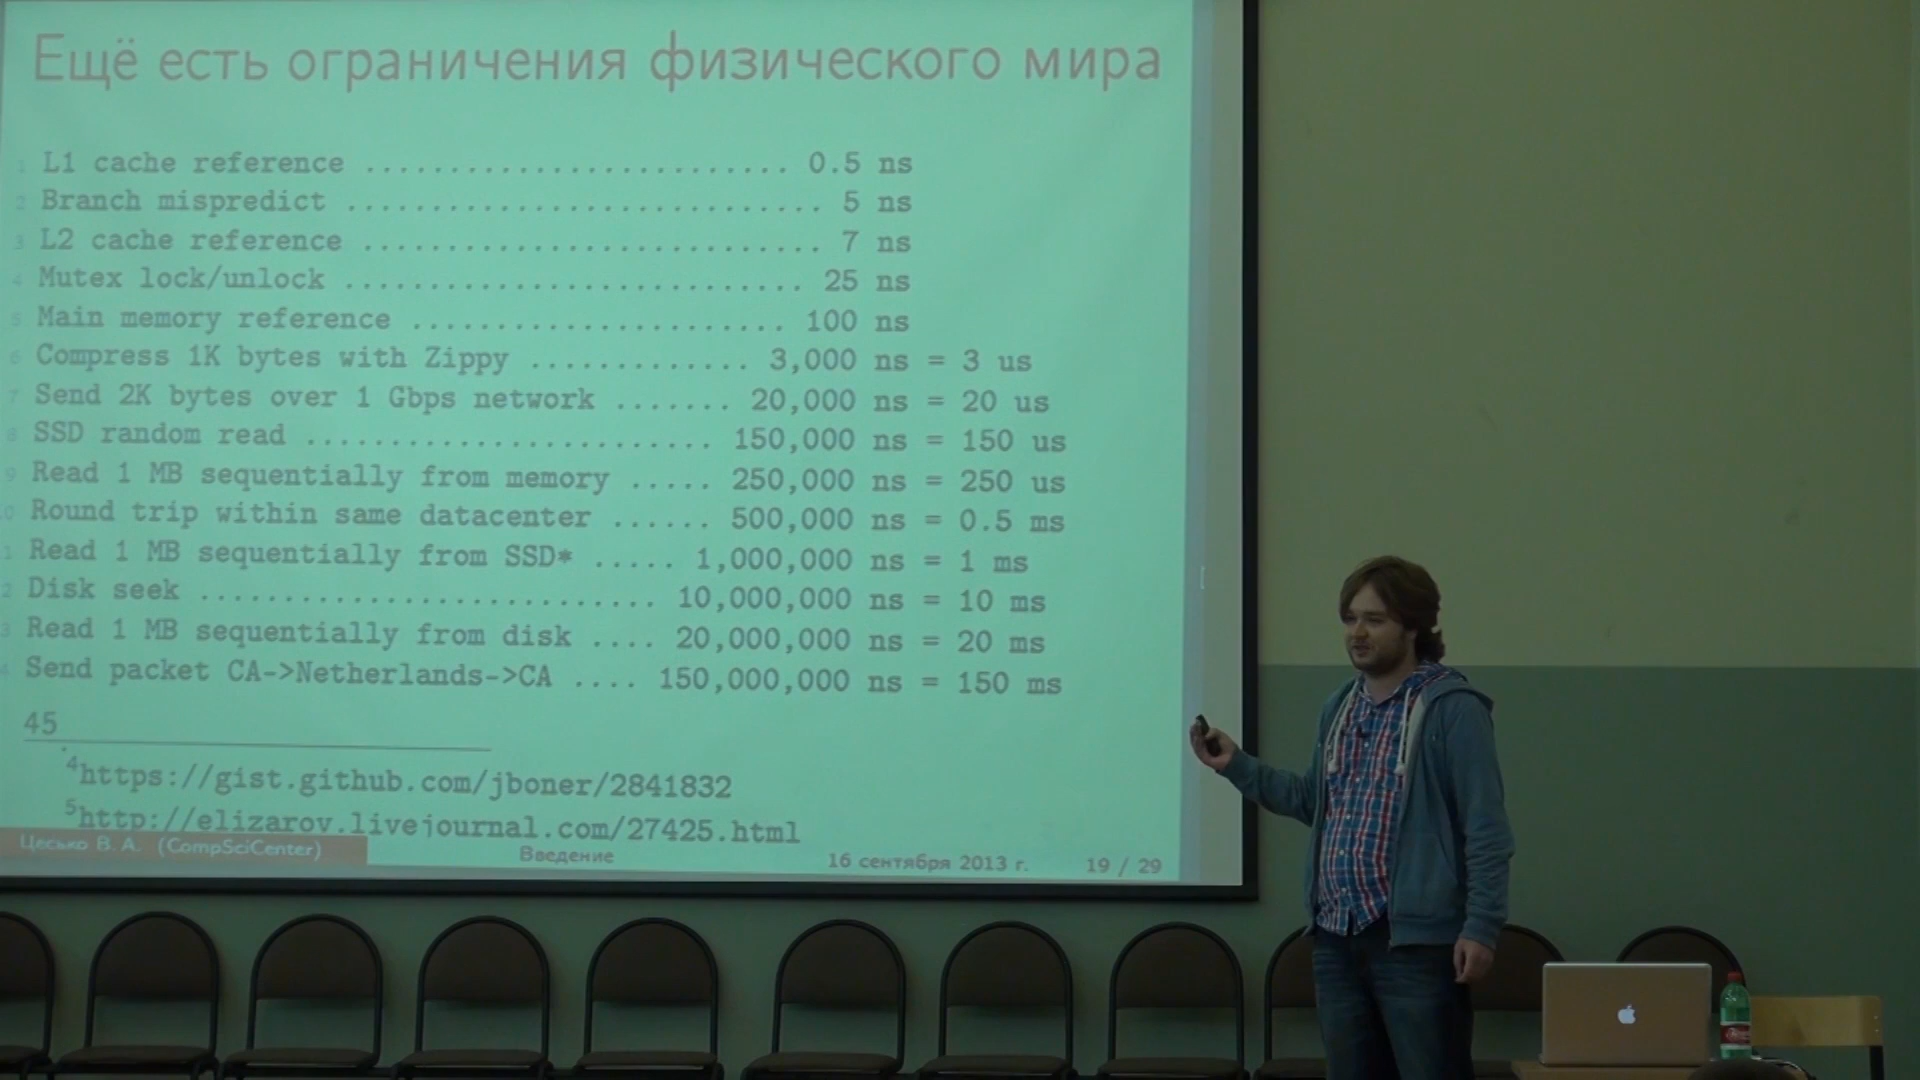 Ещё есть ограничения физического мира
1 L1 cache reference ........................ 0.5 ns
2 Branch mispredict ........................... 5 ns
3 L2 cache reference ........................... 7 ns
4 Mutex lock/unlock ........................... 25 ns
5 Main memory reference ...................... 100 ns
6 Compress 1K bytes with Zippy ............. 3,000 ns = 3 us
7 Send 2K bytes over 1 Gbps network ....... 20,000 ns = 20 us
8 SSD random read ........................ 150,000 ns = 150 us
9 Read 1 MB sequentially from memory ..... 250,000 ns = 250 us
0 Round trip within same datacenter ...... 500,000 ns = 0.5 ms
1 Read 1 MB sequentially from SSD* ..... 1,000,000 ns = 1 ms
2 Disk seek ........................... 10,000,000 ns = 10 ms
3 Read 1 MB sequentially from disk .... 20,000,000 ns = 20 ms
4 Send packet CA->Netherlands->CA .... 150,000,000 ns = 150 ms
45
4https://gist.github.com/jboner/2841832
5http://elizarov.livejournal.com/27425.html
Цесько В. А. (CompSciCenter) Введение 16 сентября 2013 г. 19 / 29